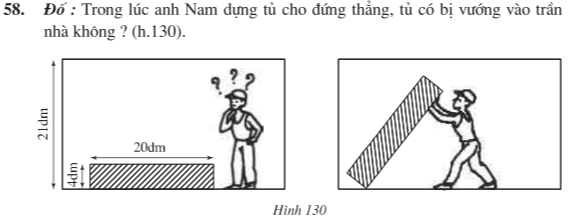 58. Đố : Trong lúc anh Nam dựng tủ cho đứng thẳng, tủ có bị vướng vào trần
nhà không ? (h.130).
? ? ?
21dm
20dm
4dm
Hình 130